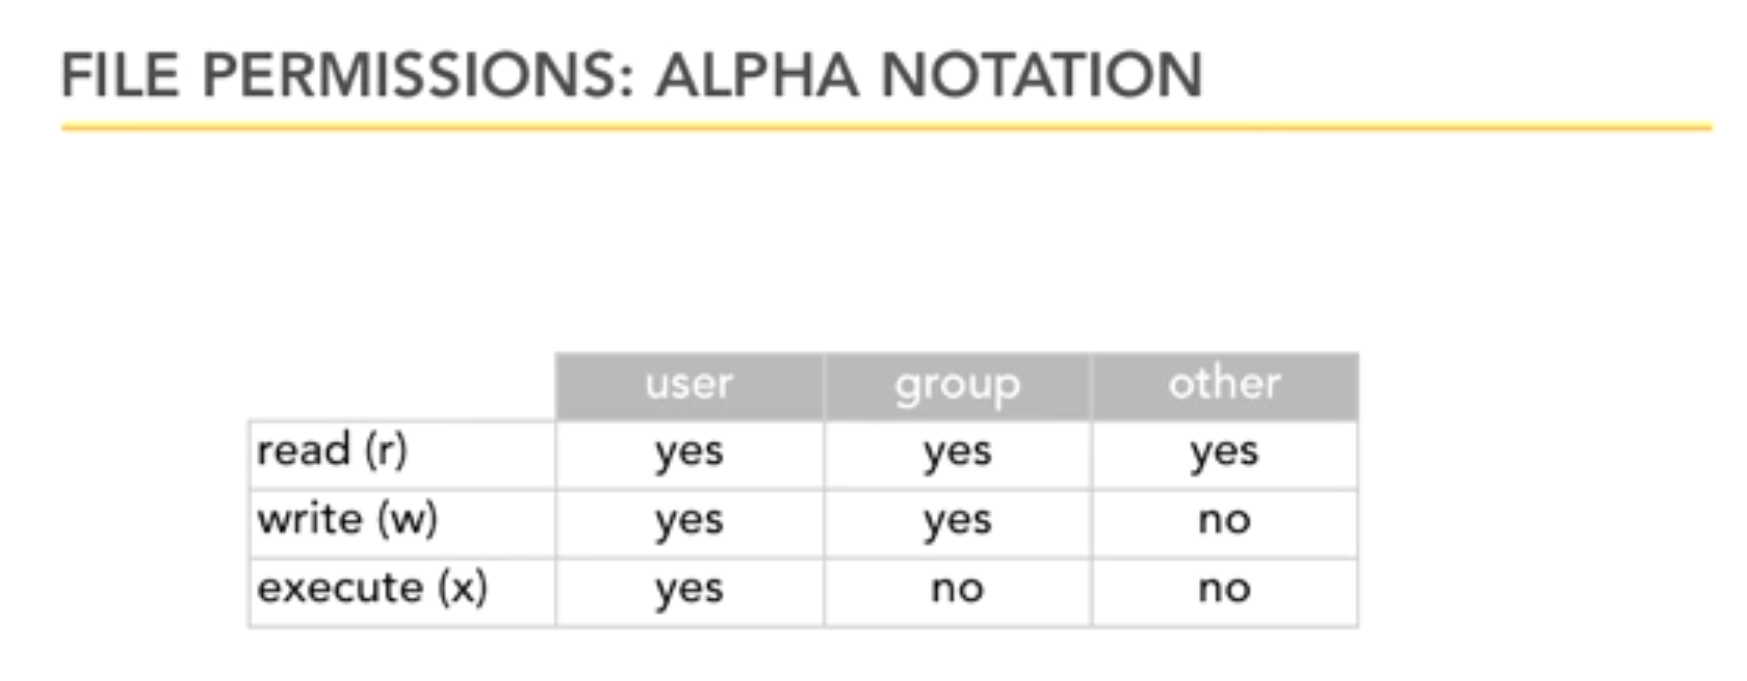 FILE PERMISSIONS: ALPHA NOTATION
user group other
read (r) yes yes yes
write (w) yes yes no
execute (x) yes no no